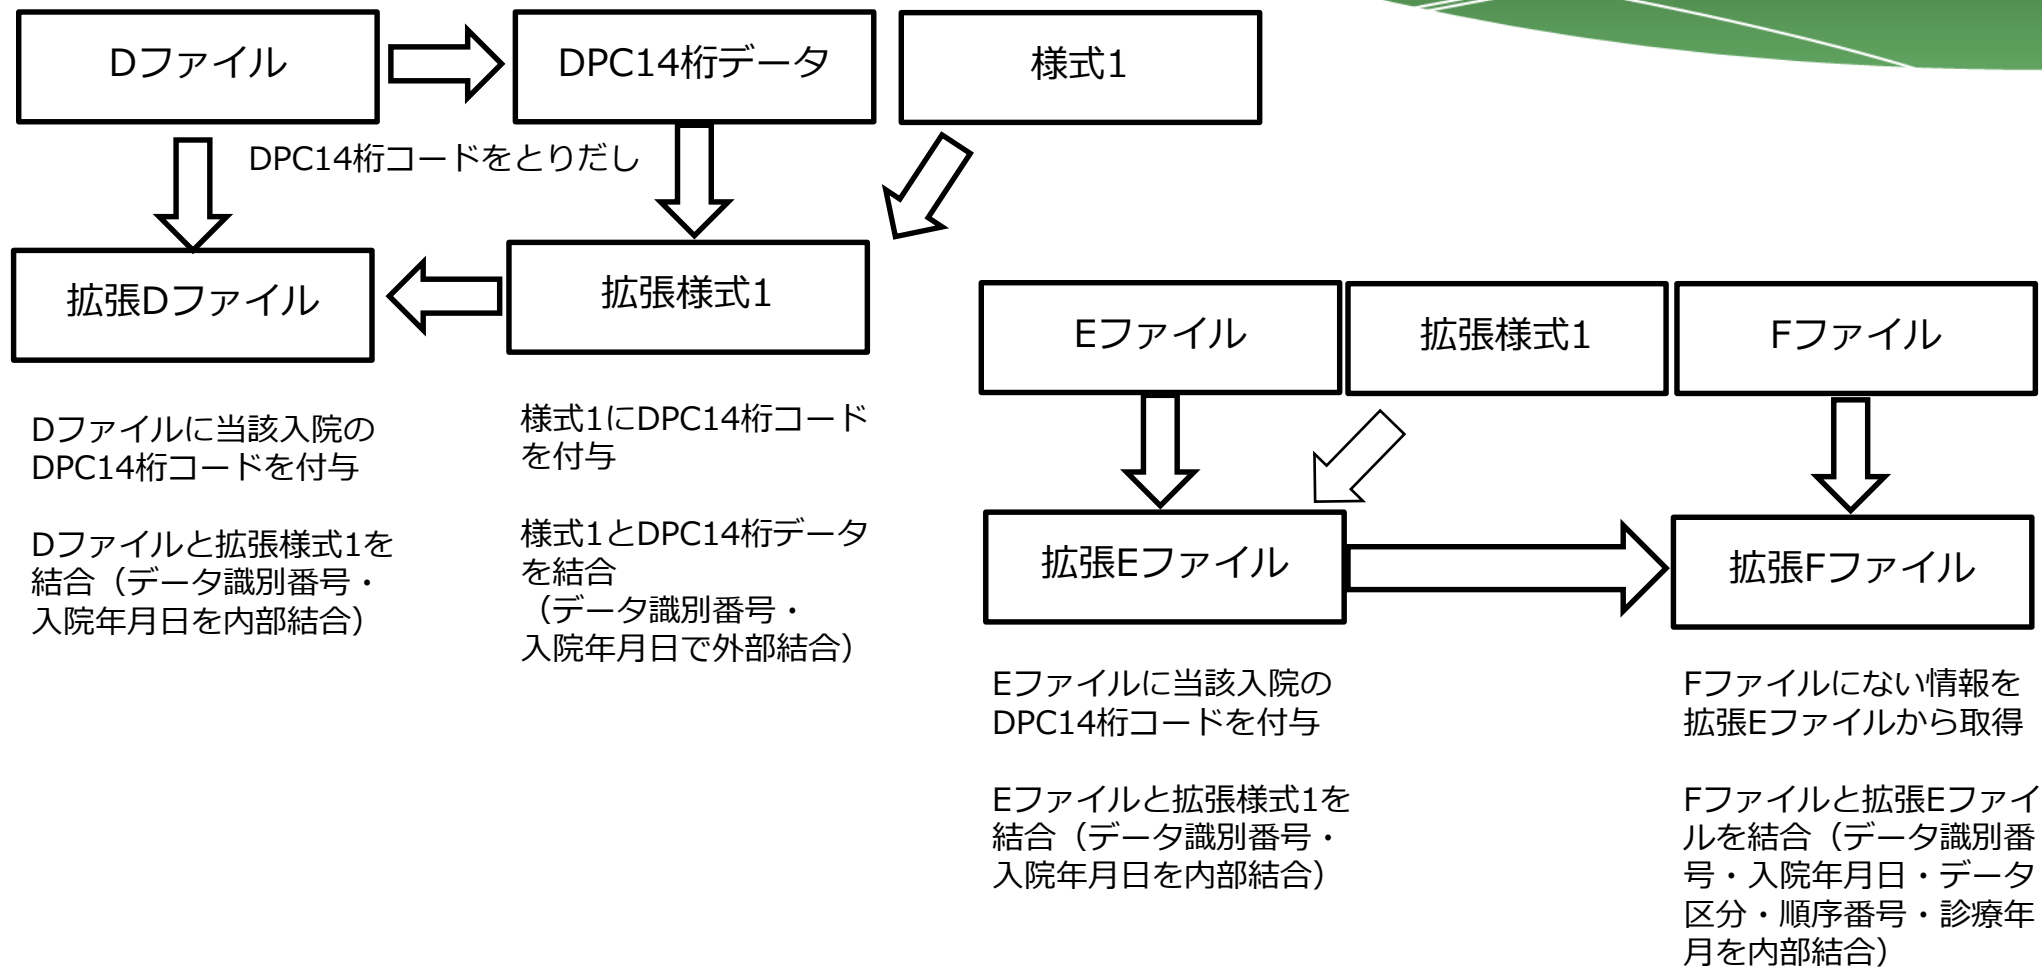 Dファイル
DPC14桁データ
様式1
DPC14桁コードをとりだし
拡張Dファイル
拡張様式1
Dファイルに当該入院の
DPC14桁コードを付与
Dファイルと拡張様式1を
結合（データ識別番号・
入院年月日を内部結合）
様式1にDPC14桁コード
を付与
様式1とDPC14桁データ
を結合
（データ識別番号・
入院年月日で外部結合）
Eファイル
拡張様式1
Fファイル
拡張Eファイル
拡張Fファイル
Eファイルに当該入院の
DPC14桁コードを付与
Eファイルと拡張様式1を
結合（データ識別番号・
入院年月日を内部結合）
Fファイルにない情報を
拡張Eファイルから取得
Fファイルと拡張Eファイ
ルを結合（データ識別番
号・入院年月日・データ
区分・順序番号・診療年
月を内部結合）